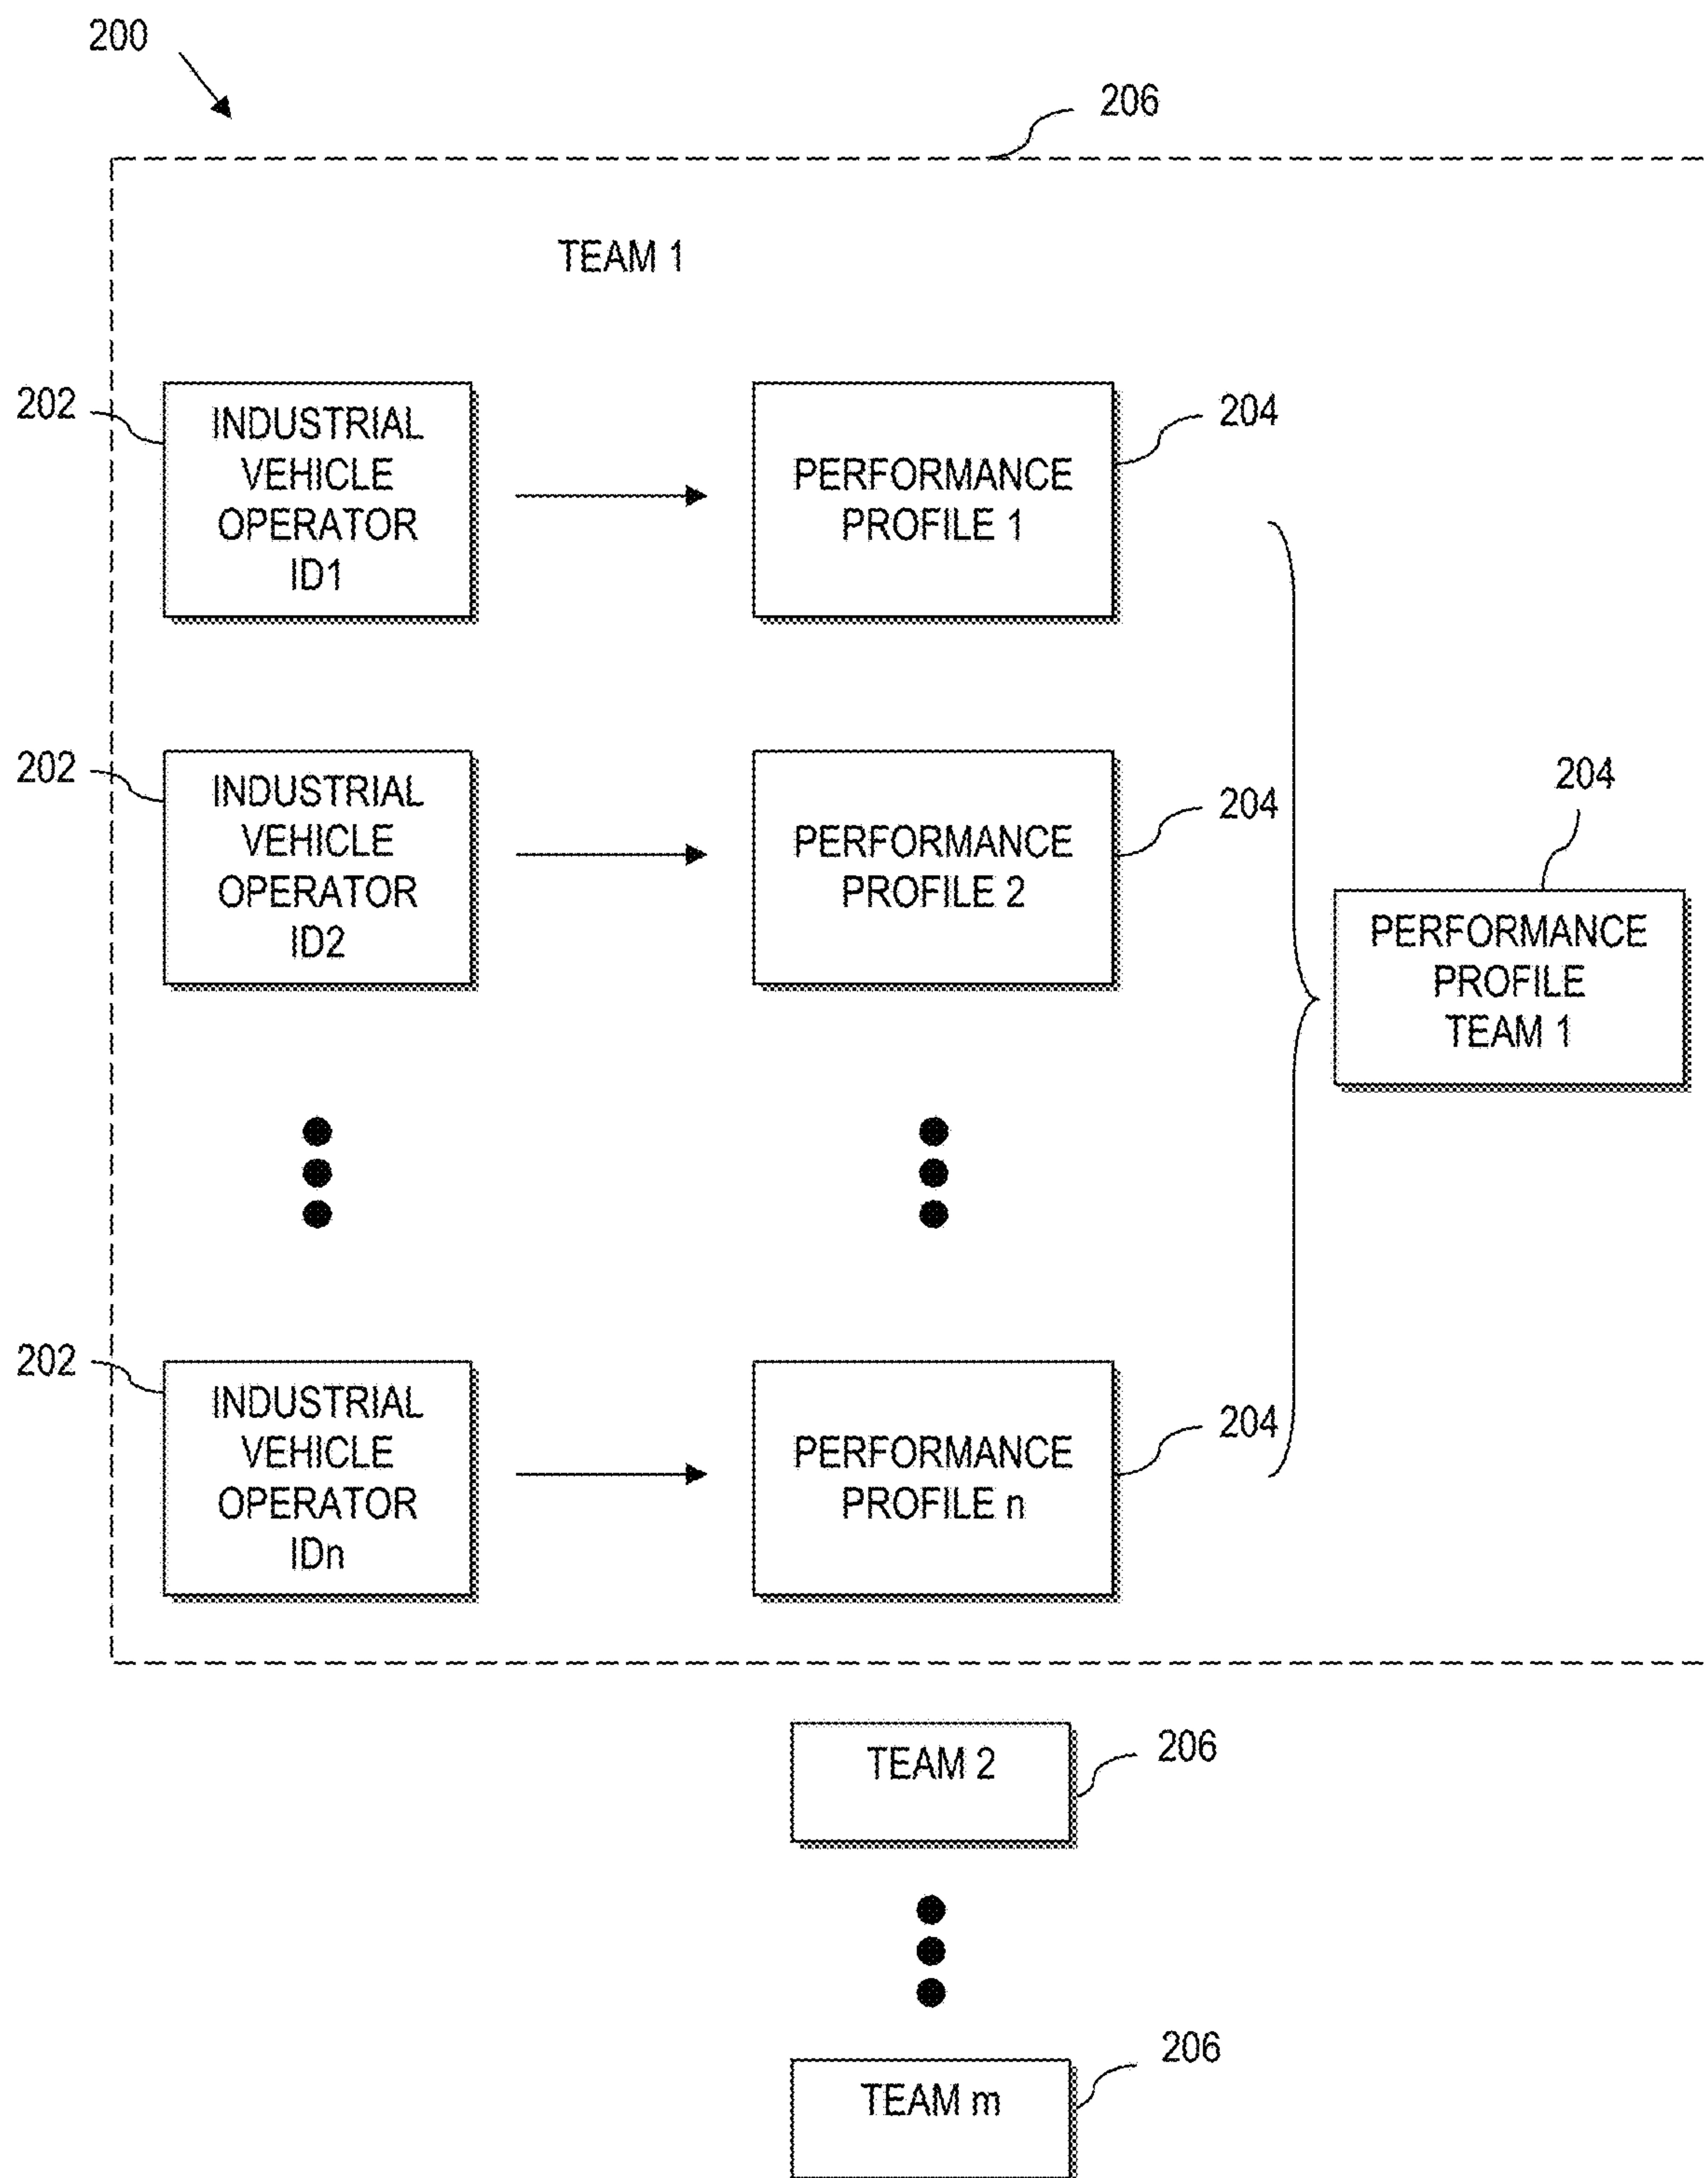 200
206
TEAM 1
202
INDUSTRIAL
VEHICLE
OPERATOR
ID1
PERFORMANCE
PROFILE 1
204
202
INDUSTRIAL
VEHICLE
OPERATOR
ID2
PERFORMANCE
PROFILE 2
204
204
PERFORMANCE
PROFILE
TEAM 1
202
INDUSTRIAL
VEHICLE
OPERATOR
IDn
PERFORMANCE
PROFILE n
204
TEAM 2
206
TEAM m
206